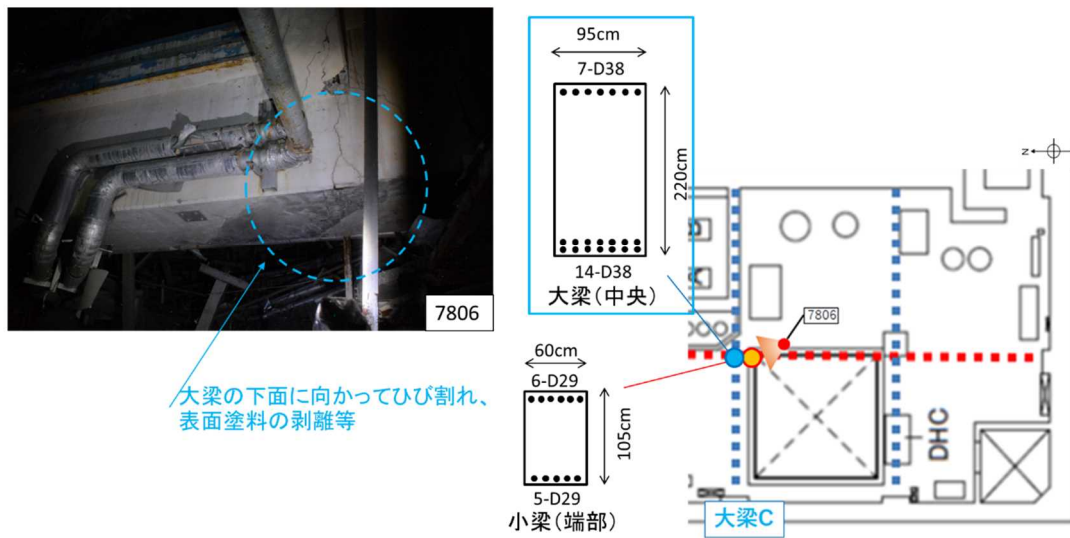 7806
大梁の下面に向かってひび割れ、
表面塗料の剥離等
95cm
7-D38
220cm
14-D38
大梁(中央)
60cm
6-D29
105cm
5-D29
小梁(端部)
N
7806
DHC
大梁C